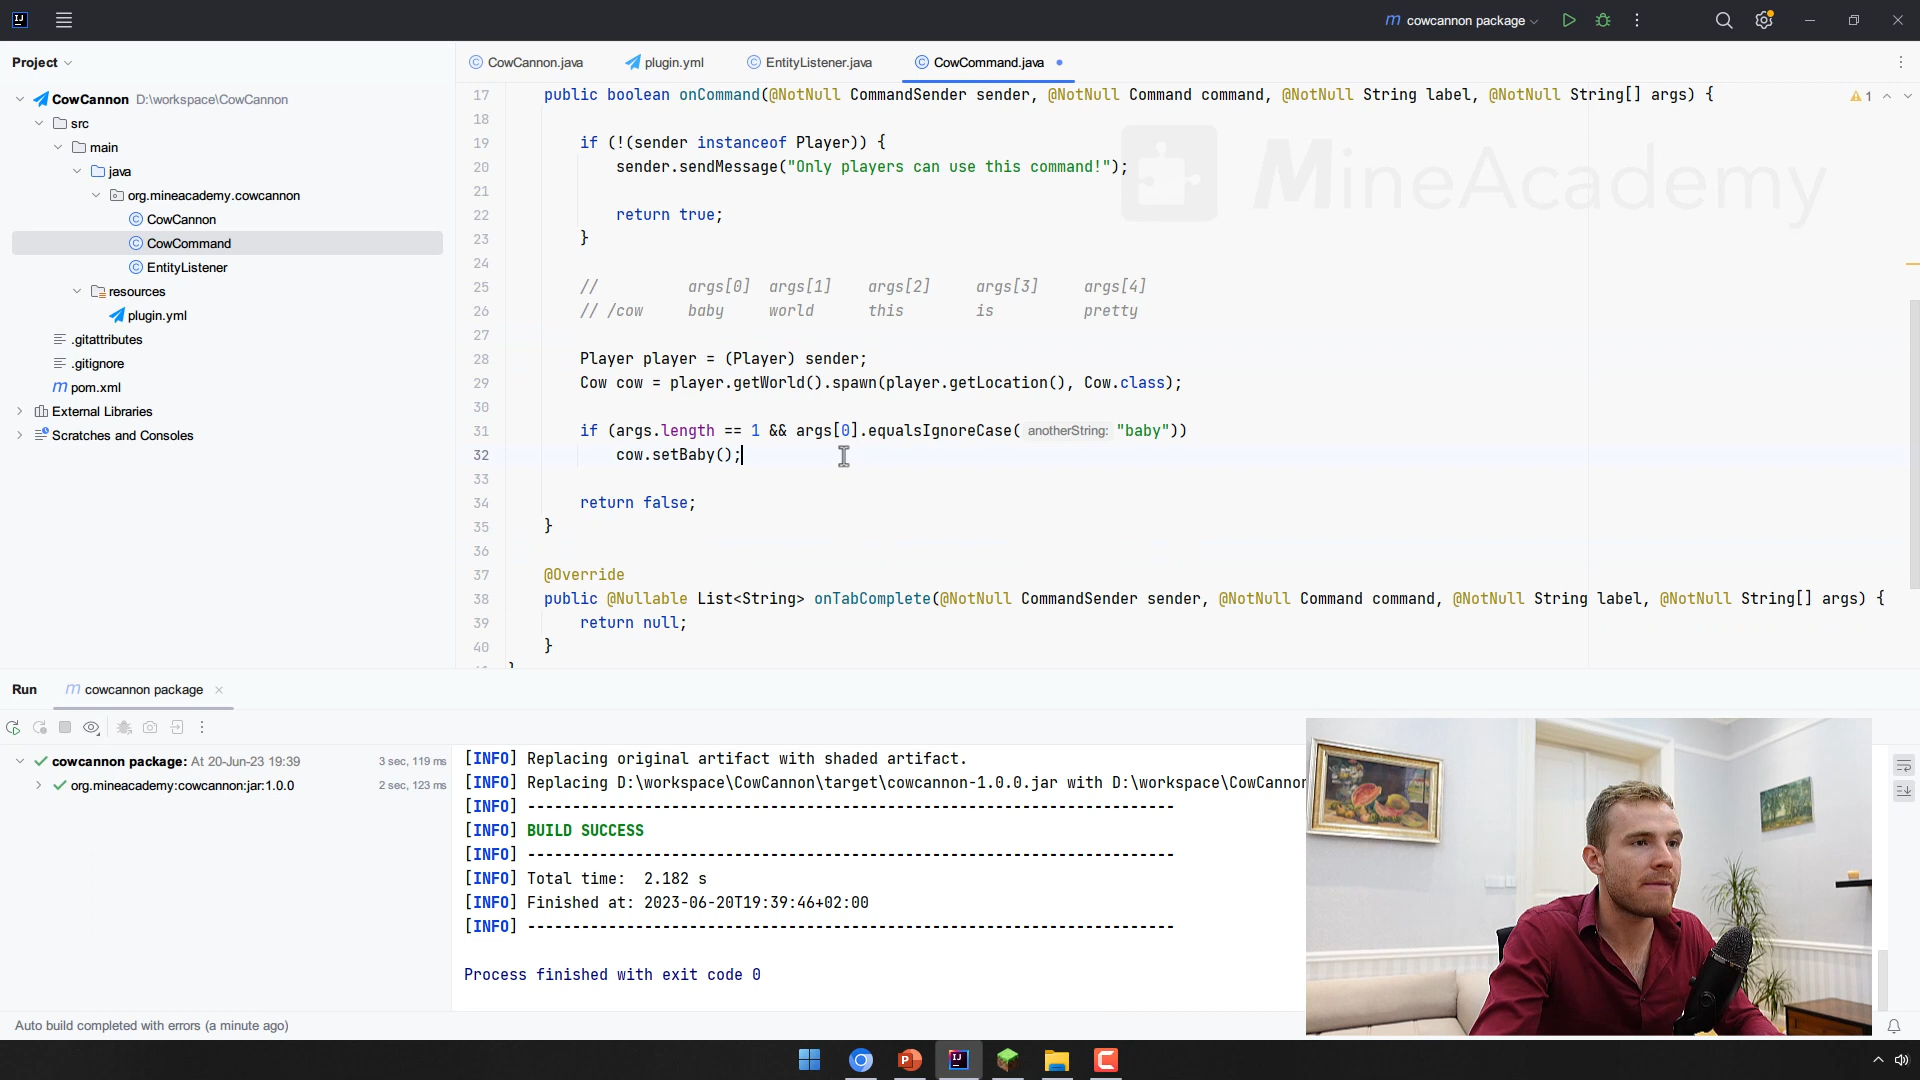 cowcannon package
Project
CowCannon.java
plugin.yml
EntityListener.java
CowCommand.java
CowCannon D:\workspace\CowCannon
src
main
java
org.mineacademy.cowcannon
CowCannon
CowCommand
EntityListener
resources
plugin.yml
.gitattributes
.gitignore
pom.xml
External Libraries
Scratches and Consoles
MineAcademy
1
17 public boolean onCommand(@NotNull CommandSender sender, @NotNull Command command, @NotNull String label, @NotNull String[] args) {
18
19 if (!(sender instanceof Player)) {
20 sender.sendMessage("Only players can use this command!");
21
22 return true;
23 }
24
25 // args[0] args[1] args[2] args[3] args[4]
26 // /cow baby world this is pretty
27
28 Player player = (Player) sender;
29 Cow cow = player.getWorld().spawn(player.getLocation(), Cow.class);
30
31 if (args.length == 1 && args[0].equalsIgnoreCase( anotherString: "baby"))
32 cow.setBaby();
33
34 return false;
35 }
36
37 @Override
38 public @Nullable List<String> onTabComplete(@NotNull CommandSender sender, @NotNull Command command, @NotNull String label, @NotNull String[] args) {
39 return null;
40 }
Run
cowcannon package
cowcannon package: At 20-Jun-23 19:39 3 sec, 119 ms
org.mineacademy:cowcannon:jar:1.0.0 2 sec, 123 ms
[INFO] Replacing original artifact with shaded artifact.
[INFO] Replacing D:\workspace\CowCannon\target\cowcannon-1.0.0.jar with D:\workspace\CowCannon
[INFO] ------------------------------------------------------------------------
[INFO] BUILD SUCCESS
[INFO] ------------------------------------------------------------------------
[INFO] Total time:  2.182 s
[INFO] Finished at: 2023-06-20T19:39:46+02:00
[INFO] ------------------------------------------------------------------------
Process finished with exit code 0
Auto build completed with errors (a minute ago)